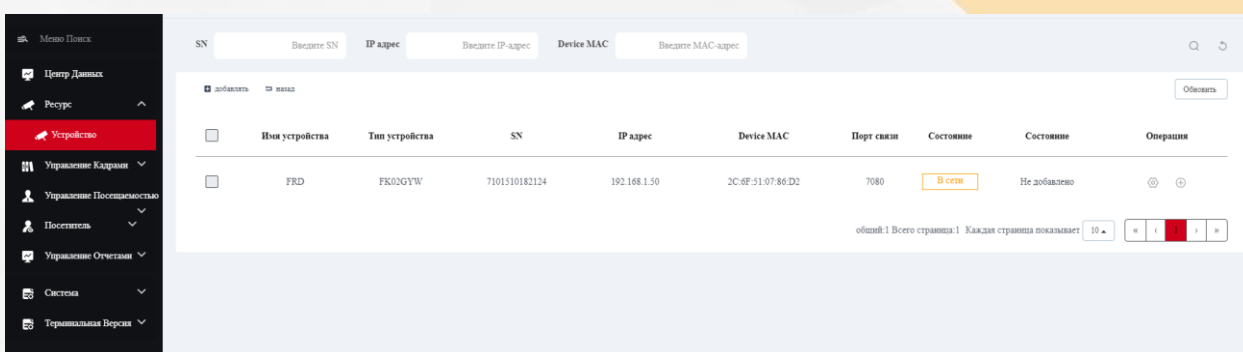 Меню Поиск
SN Введите SN IP адрес Введите IP-адрес Device MAC Введите MAC-адрес
Центр Данных
добавлять назад Обновить
Ресурс
Устройство
Имя устройства Тип устройства SN IP адрес Device MAC Порт связи Состояние Состояние Операция
Управление Кадрами
FRD FK02GYW 7101510182124 192.168.1.50 2C:6F:51:07:86:D2 7080 В сети Не добавлено
Управление Посещаемостью
Посетитель
общий:1 Всего страница:1 Каждая страница показывает 10 « ‹ 1 › »
Управление Отчетами
Система
Терминальная Версия